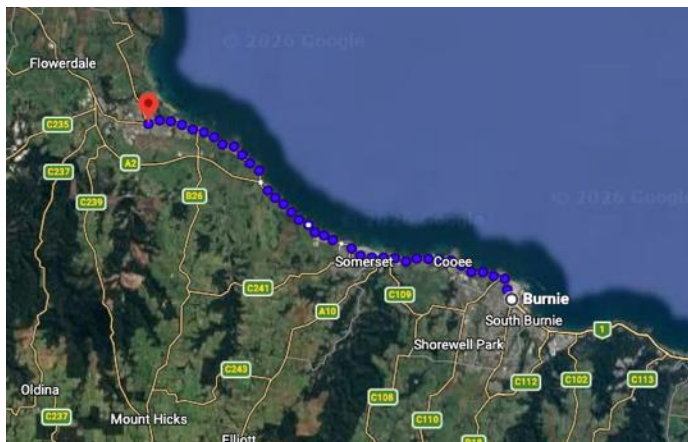 © 2026 Google
Flowerdale
C235
A2
C237
C239
B26
© 2026 Google
Somerset
Cooee
C241
C109
Burnie
A10
South Burnie
1
Shorewell Park
C243
C112
C102
C113
Oldina
C108
C237
Mount Hicks
C110
Elliott
B18